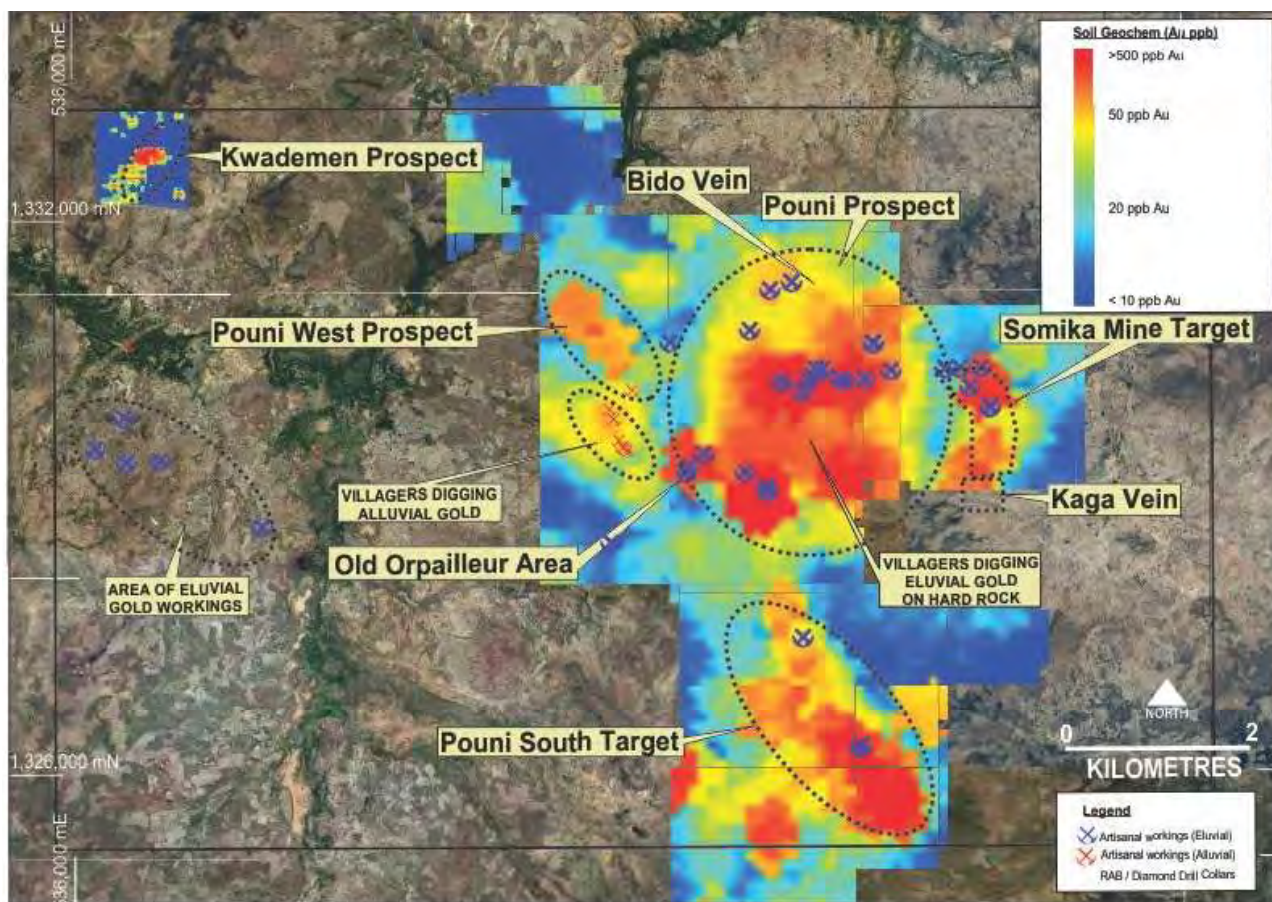 538,000 mE
Soil Geochem (Au ppb)
>500 ppb Au
50 ppb Au
20 ppb Au
< 10 ppb Au
Kwademen Prospect
1,332,000 mN
Bido Vein
Pouni Prospect
Pouni West Prospect
Somika Mine Target
VILLAGERS DIGGING
ALLUVIAL GOLD
Kaga Vein
Old Orpailleur Area
VILLAGERS DIGGING
ELUVIAL GOLD
ON HARD ROCK
AREA OF ELUVIAL
GOLD WORKINGS
Pouni South Target
NORTH
0 2
KILOMETRES
1,326,000 mN
Legend
Artisanal workings (Eluvial)
Artisanal workings (Alluvial)
RAB / Diamond Drill Collars
36,000 mE